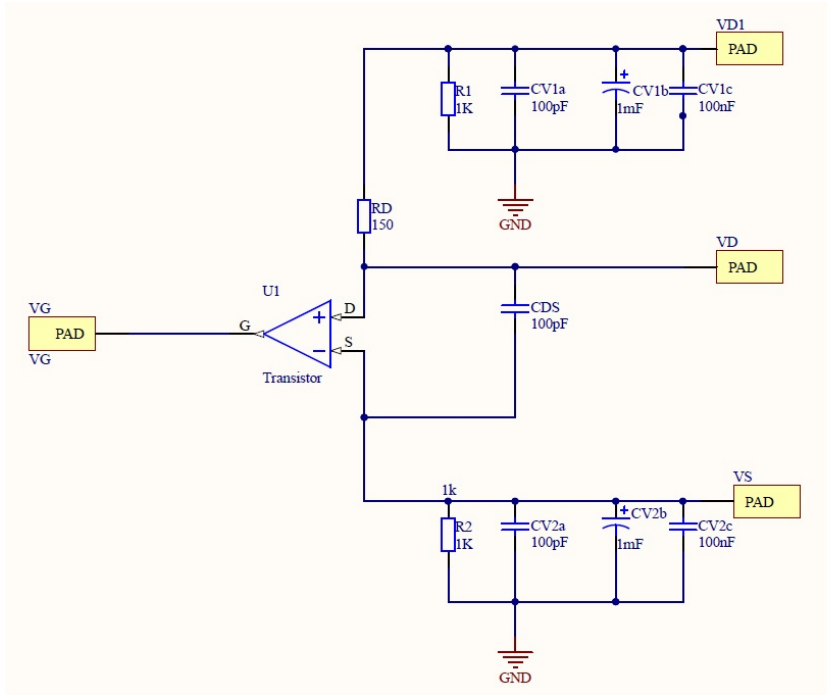 VD1
PAD
R1
1K
CV1a
100pF
+
CV1b
1mF
CV1c
100nF
GND
RD
150
VD
PAD
U1
VG
PAD
VG
G
D
+
S
−
Transistor
CDS
100pF
VS
PAD
1k
R2
1K
CV2a
100pF
+
CV2b
1mF
CV2c
100nF
GND